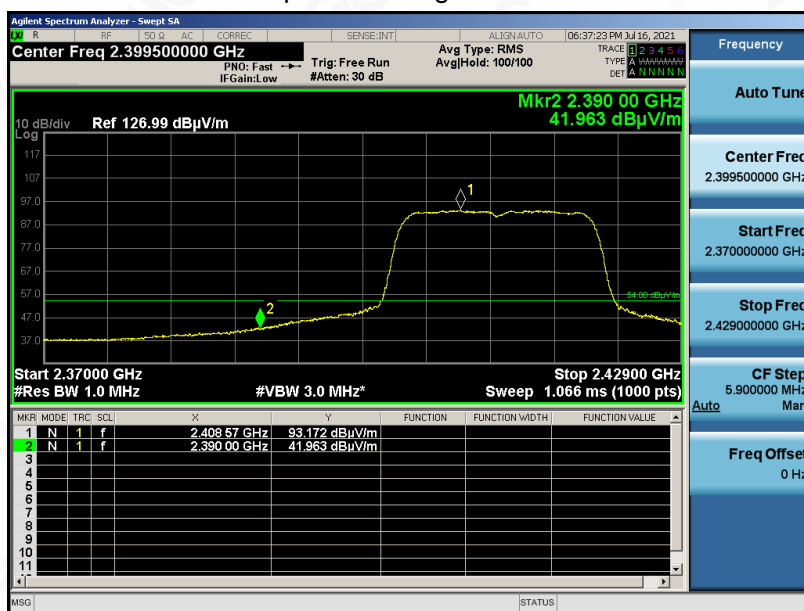 Agilent Spectrum Analyzer - Swept SA
LXI R RF 50 Ω AC CORREC SENSE:INT ALIGN AUTO 06:37:23 PM Jul 16, 2021
Center Freq 2.399500000 GHz
PNO: Fast
IFGain:Low
Trig: Free Run
#Atten: 30 dB
Avg Type: RMS
Avg|Hold: 100/100
TRACE 1 2 3 4 5 6
TYPE A WWWWW
DET A N N N N N
Mkr2 2.390 00 GHz
41.963 dBµV/m
10 dB/div Ref 126.99 dBµV/m
Log
117
107
97.0
87.0
77.0
67.0
57.0
47.0
37.0
1
2
54.00 dBµV/m
Start 2.37000 GHz Stop 2.42900 GHz
#Res BW 1.0 MHz #VBW 3.0 MHz* Sweep 1.066 ms (1000 pts)
MKR MODE TRC SCL X Y FUNCTION FUNCTION WIDTH FUNCTION VALUE
1 N 1 f 2.408 57 GHz 93.172 dBµV/m
2 N 1 f 2.390 00 GHz 41.963 dBµV/m
3
4
5
6
7
8
9
10
11
MSG STATUS
Frequency
Auto Tune
Center Freq
2.399500000 GHz
Start Freq
2.370000000 GHz
Stop Freq
2.429000000 GHz
CF Step
5.900000 MHz
Auto Man
Freq Offset
0 Hz